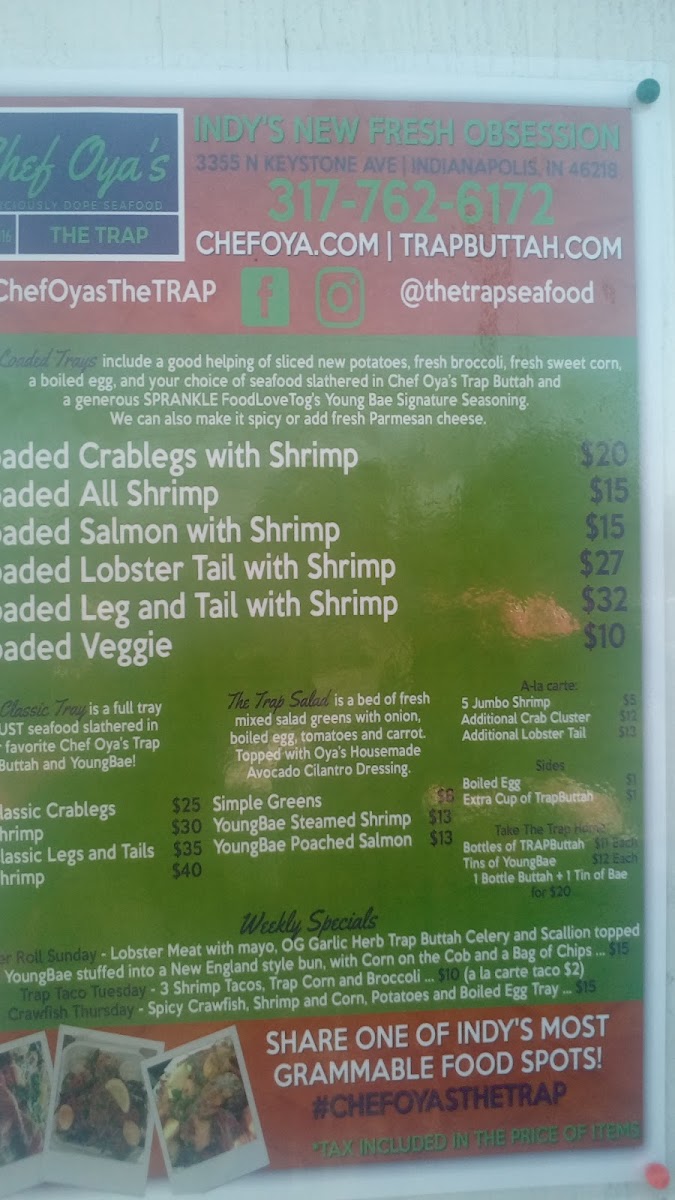 Chef Oya's
CIOUSLY DOPE SEAFOOD
16 THE TRAP
INDY'S NEW FRESH OBSESSION
3355 N KEYSTONE AVE | INDIANAPOLIS, IN 46218
317-762-6172
CHEFOYA.COM | TRAPBUTTAH.COM
ChefOyasTheTRAP
@thetrapseafood
Loaded Trays include a good helping of sliced new potatoes, fresh broccoli, fresh sweet corn,
a boiled egg, and your choice of seafood slathered in Chef Oya's Trap Buttah and
a generous SPRANKLE FoodLoveTog's Young Bae Signature Seasoning.
We can also make it spicy or add fresh Parmesan cheese.
oaded Crablegs with Shrimp $20
oaded All Shrimp $15
oaded Salmon with Shrimp $15
oaded Lobster Tail with Shrimp $27
oaded Leg and Tail with Shrimp $32
oaded Veggie $10
Classic Tray is a full tray
UST seafood slathered in
r favorite Chef Oya's Trap
Buttah and YoungBae!
lassic Crablegs $25
hrimp $30
lassic Legs and Tails $35
hrimp $40
The Trap Salad is a bed of fresh
mixed salad greens with onion,
boiled egg, tomatoes and carrot.
Topped with Oya's Housemade
Avocado Cilantro Dressing.
Simple Greens $6
YoungBae Steamed Shrimp $13
YoungBae Poached Salmon $13
A-la carte:
5 Jumbo Shrimp $5
Additional Crab Cluster $12
Additional Lobster Tail $13
Sides
Boiled Egg $1
Extra Cup of TrapButtah $1
Take The Trap Home
Bottles of TRAPButtah $11 Each
Tins of YoungBae $12 Each
1 Bottle Buttah + 1 Tin of Bae
for $20
Weekly Specials
er Roll Sunday - Lobster Meat with mayo, OG Garlic Herb Trap Buttah Celery and Scallion topped
YoungBae stuffed into a New England style bun, with Corn on the Cob and a Bag of Chips ... $15
Trap Taco Tuesday - 3 Shrimp Tacos, Trap Corn and Broccoli ... $10 (a la carte taco $2)
Crawfish Thursday - Spicy Crawfish, Shrimp and Corn, Potatoes and Boiled Egg Tray ... $15
SHARE ONE OF INDY'S MOST
GRAMMABLE FOOD SPOTS!
#CHEFOYASTHETRAP
*TAX INCLUDED IN THE PRICE OF ITEMS